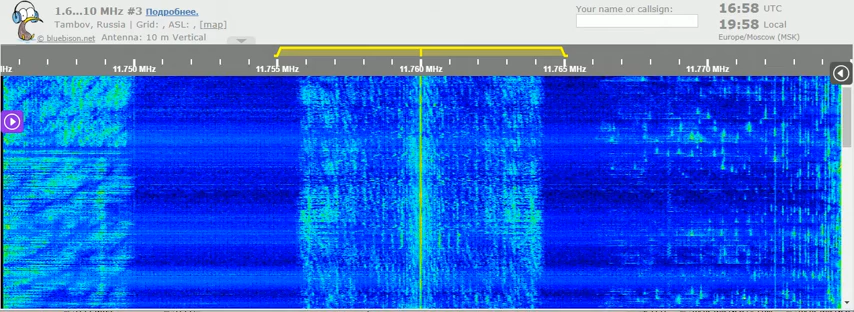 1.6...10 MHz #3 Подробнее.
Tambov, Russia | Grid: , ASL: , [map]
© bluebison.net Antenna: 10 m Vertical
Your name or callsign:
16:58 UTC
19:58 Local
Europe/Moscow (MSK)
Hz 11.750 MHz 11.755 MHz 11.760 MHz 11.765 MHz 11.770 MHz